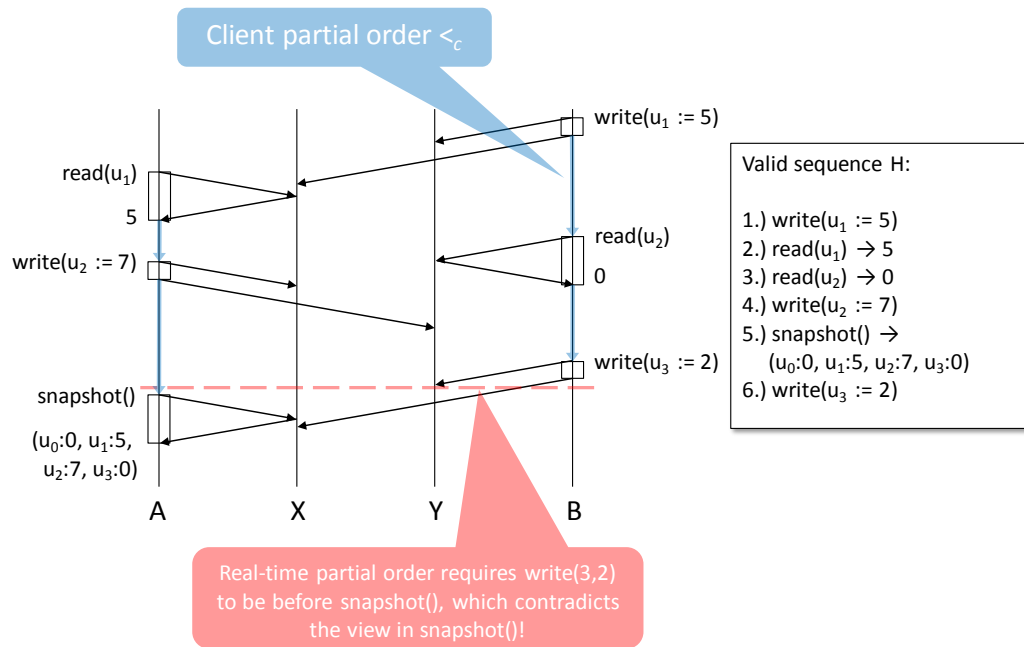 Client partial order <c
write(u1 := 5)
read(u1)
5
write(u2 := 7)
read(u2)
0
write(u3 := 2)
snapshot()
(u0:0, u1:5,
u2:7, u3:0)
A
X
Y
B
Valid sequence H:
1.) write(u1 := 5)
2.) read(u1) → 5
3.) read(u2) → 0
4.) write(u2 := 7)
5.) snapshot() →
(u0:0, u1:5, u2:7, u3:0)
6.) write(u3 := 2)
Real-time partial order requires write(3,2)
to be before snapshot(), which contradicts
the view in snapshot()!